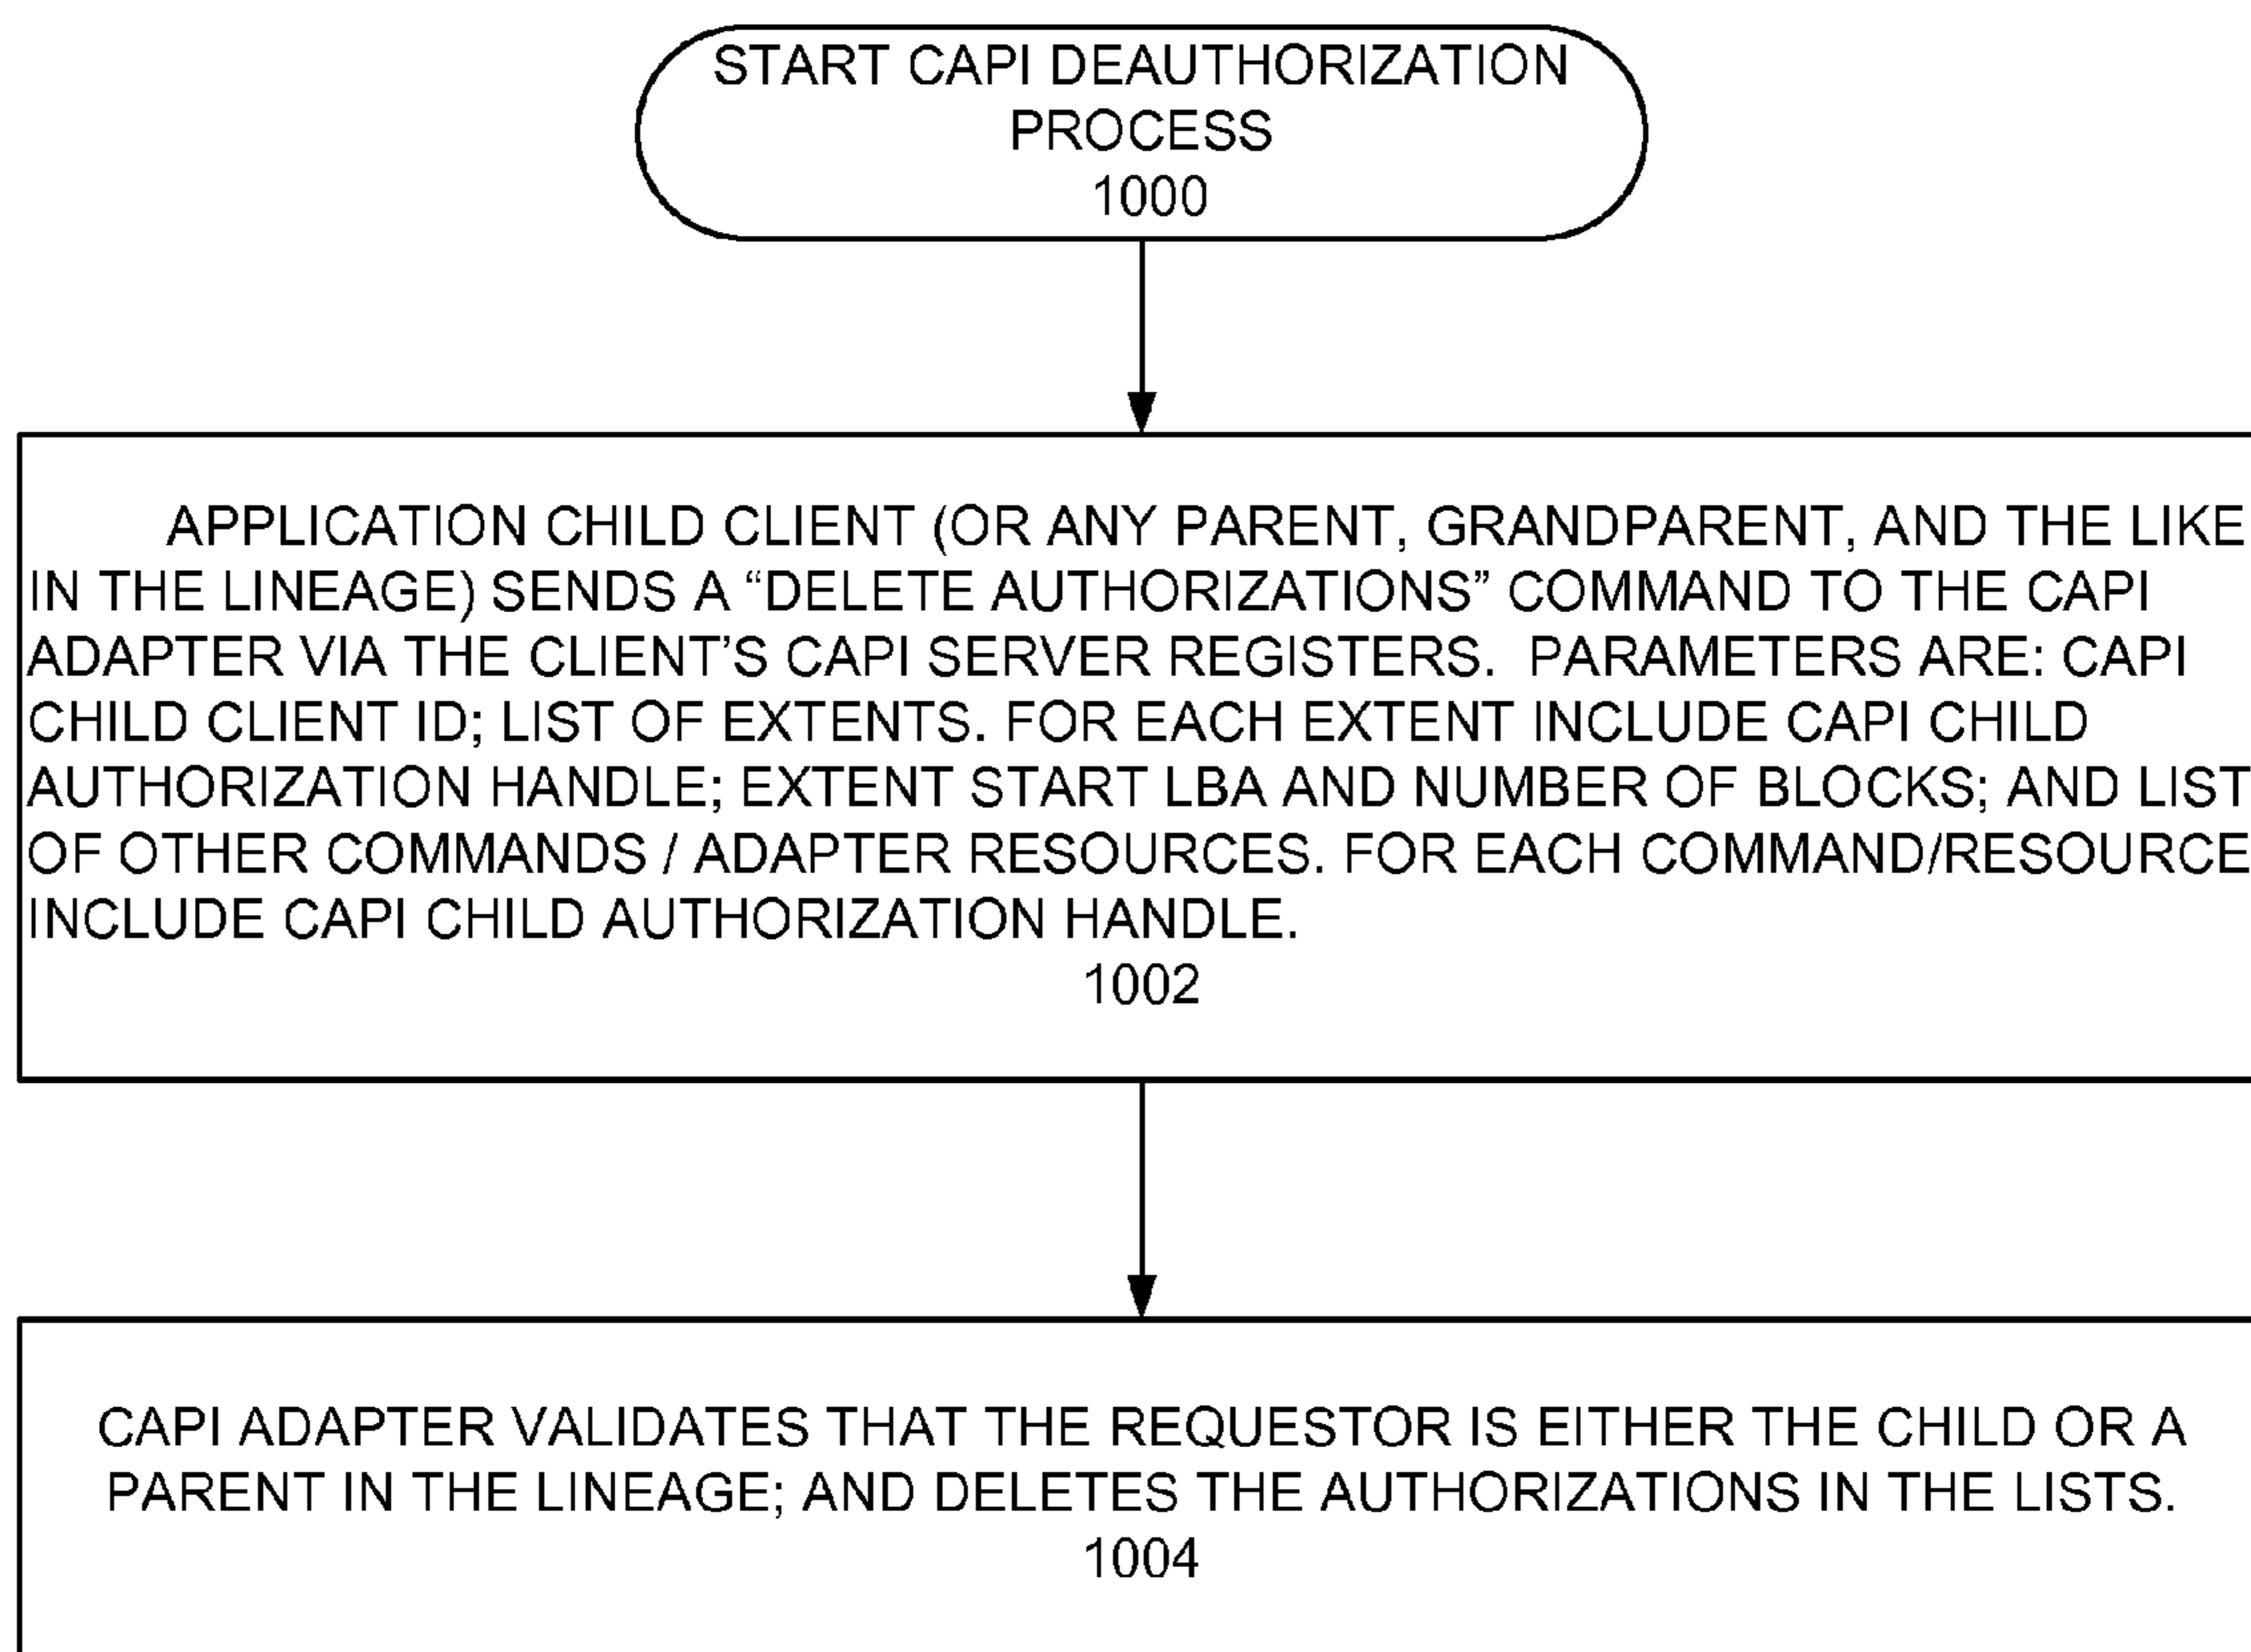 START CAPI DEAUTHORIZATION
PROCESS
1000
APPLICATION CHILD CLIENT (OR ANY PARENT, GRANDPARENT, AND THE LIKE
IN THE LINEAGE) SENDS A “DELETE AUTHORIZATIONS” COMMAND TO THE CAPI
ADAPTER VIA THE CLIENT’S CAPI SERVER REGISTERS. PARAMETERS ARE: CAPI
CHILD CLIENT ID; LIST OF EXTENTS. FOR EACH EXTENT INCLUDE CAPI CHILD
AUTHORIZATION HANDLE; EXTENT START LBA AND NUMBER OF BLOCKS; AND LIST
OF OTHER COMMANDS / ADAPTER RESOURCES. FOR EACH COMMAND/RESOURCE
INCLUDE CAPI CHILD AUTHORIZATION HANDLE.
1002
CAPI ADAPTER VALIDATES THAT THE REQUESTOR IS EITHER THE CHILD OR A
PARENT IN THE LINEAGE; AND DELETES THE AUTHORIZATIONS IN THE LISTS.
1004